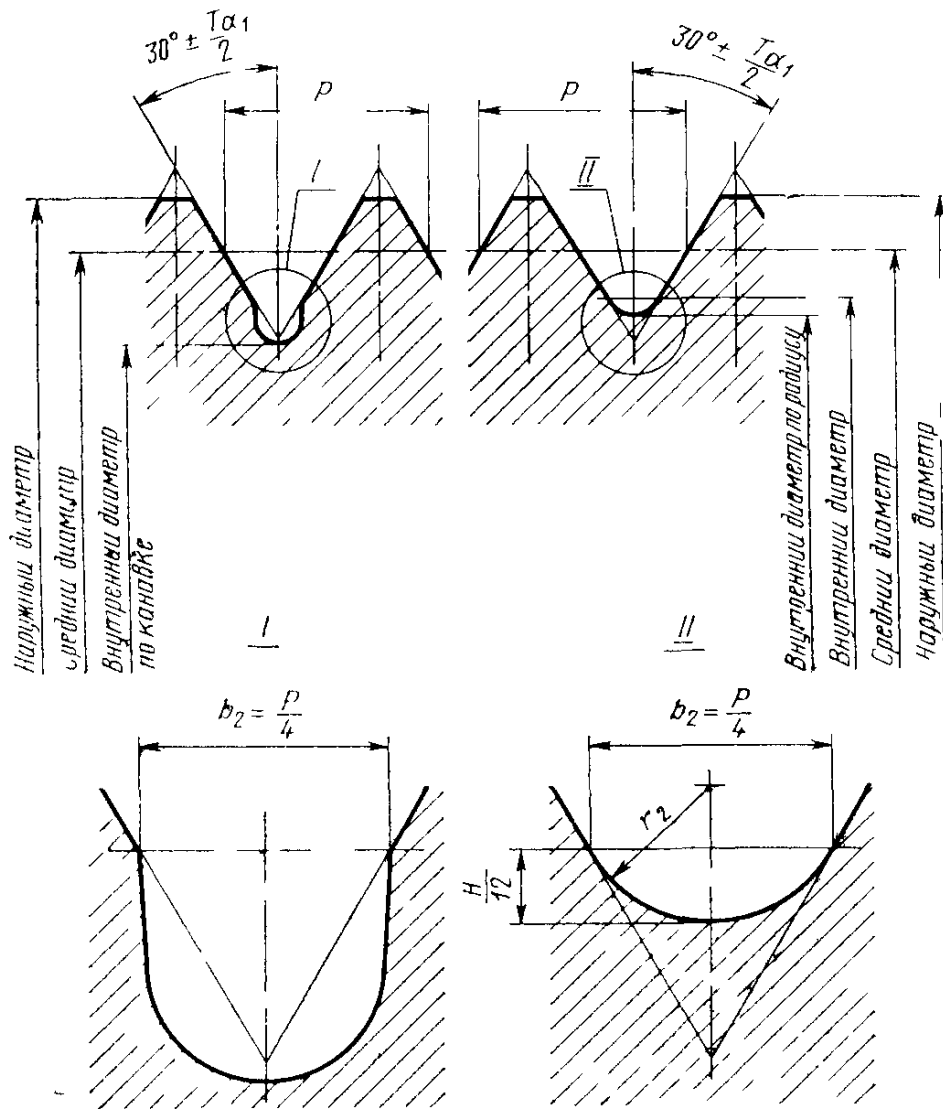 30° ± Tα₁/2
30° ± Tα₁/2
P
P
I
II
Наружный диаметр
Средний диаметр
Внутренный диаметр
по канавке
Внутренний диаметр по радиусу
Внутренний диаметр
Средний диаметр
Наружный диаметр
I
II
b₂ = P/4
b₂ = P/4
r₂
H/12